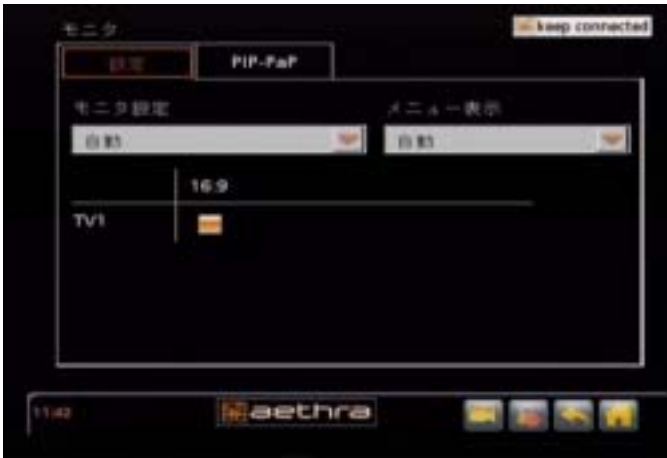 モニタ
keep connected
設定
PIP-PaP
モニタ設定
メニュー表示
自動
自動
16:9
TV1
11:42
aethra